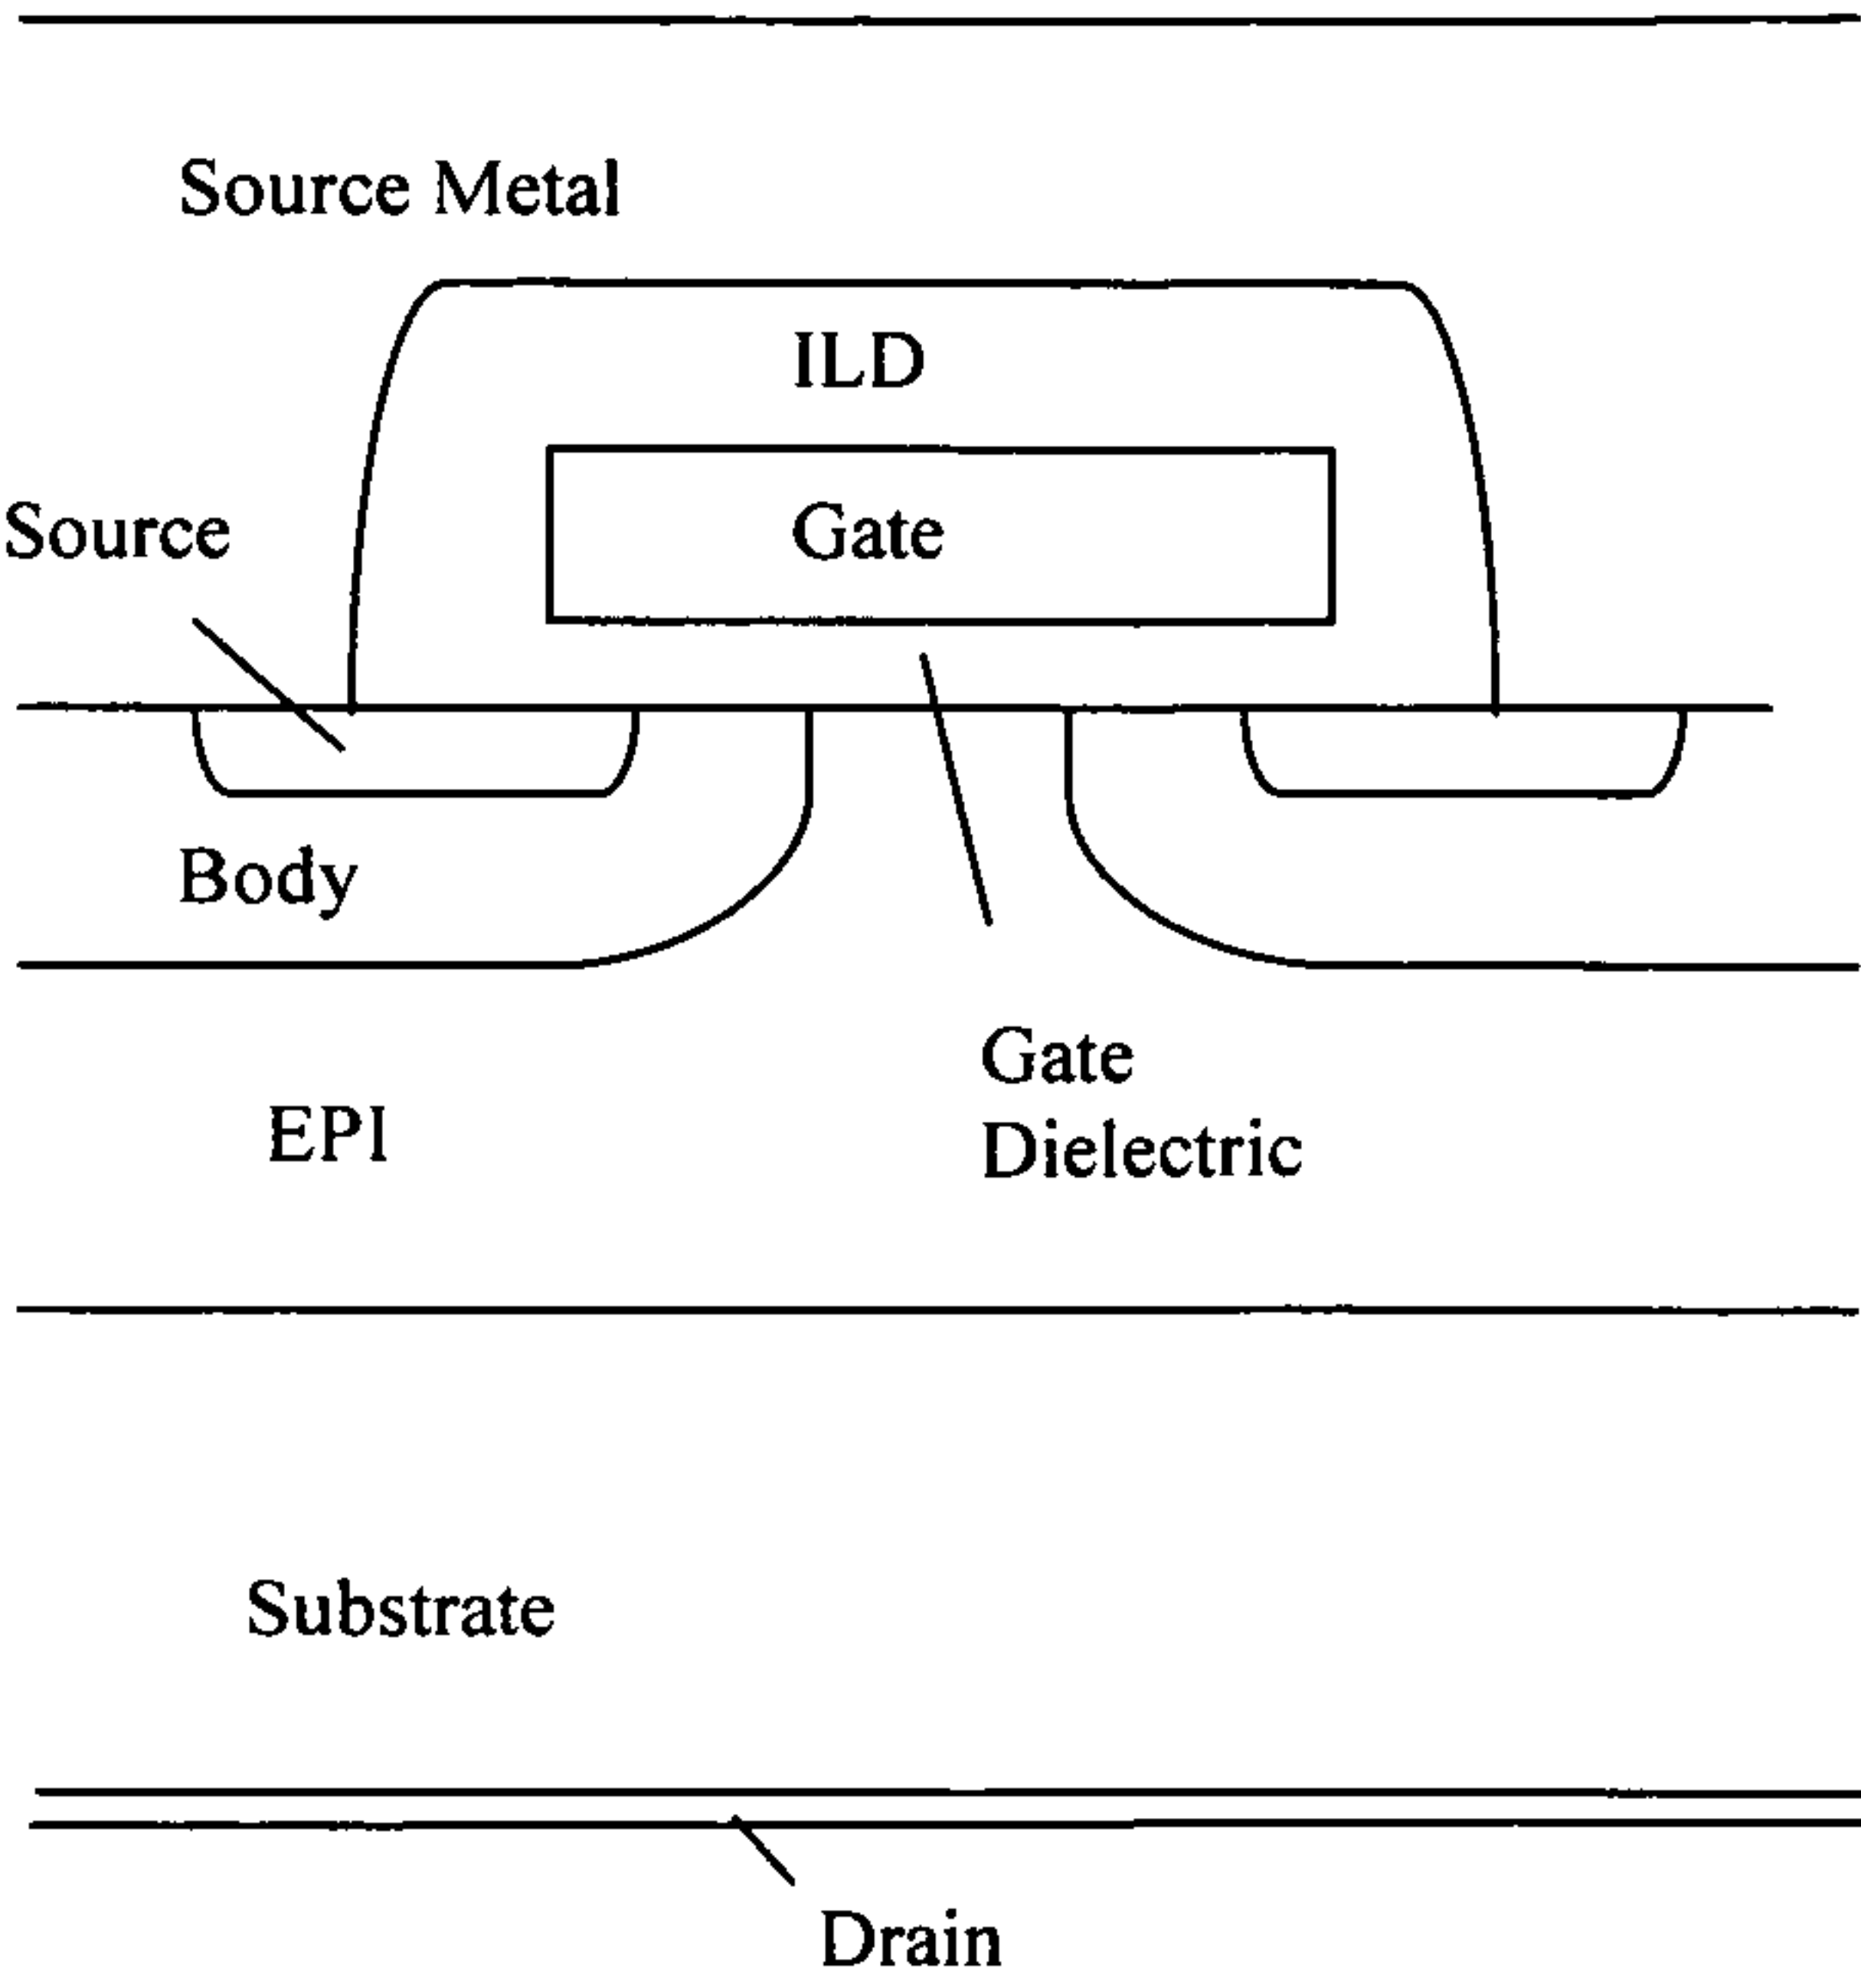 Source Metal
ILD
Source
Gate
Body
Gate
Dielectric
EPI
Substrate
Drain